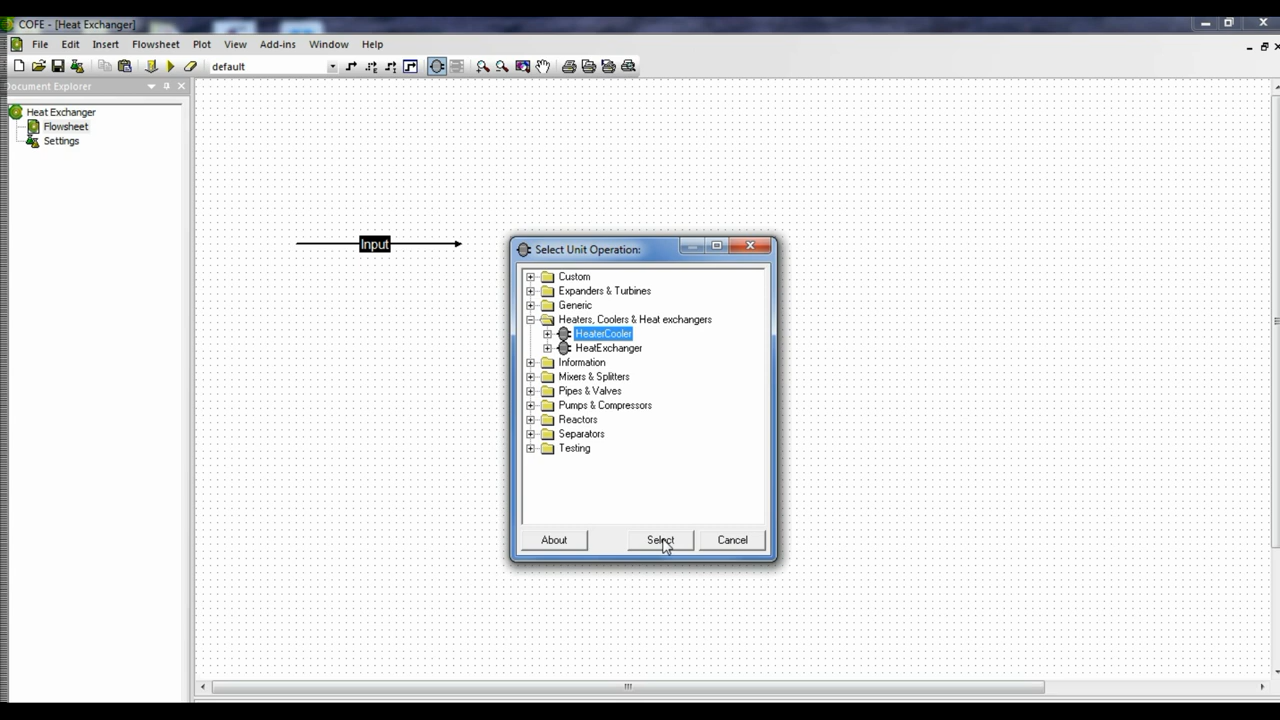 COFE - [Heat Exchanger]
File Edit Insert Flowsheet Plot View Add-ins Window Help
default
Document Explorer
Heat Exchanger
Flowsheet
Settings
Input
Select Unit Operation:
Custom
Expanders & Turbines
Generic
Heaters, Coolers & Heat exchangers
HeaterCooler
HeatExchanger
Information
Mixers & Splitters
Pipes & Valves
Pumps & Compressors
Reactors
Separators
Testing
About Select Cancel